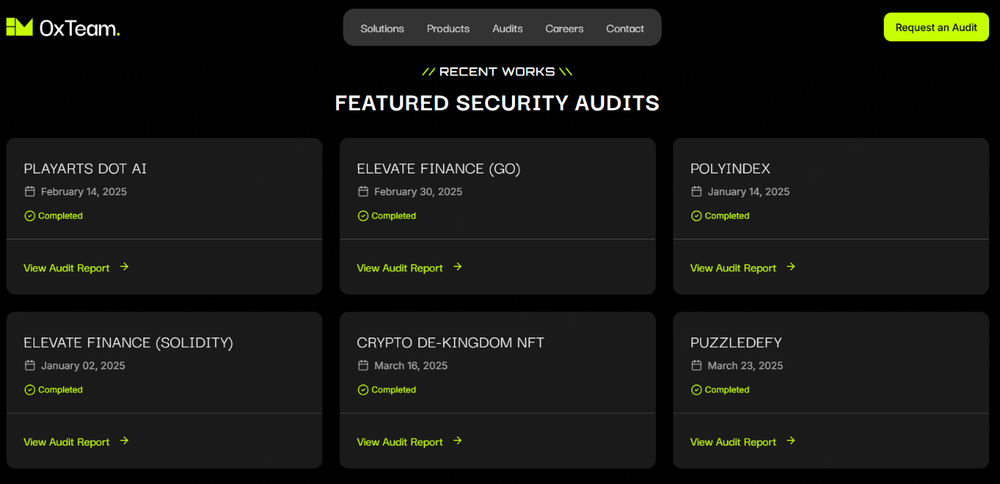 0xTeam.
Solutions Products Audits Careers Contact
Request an Audit
// RECENT WORKS \\
FEATURED SECURITY AUDITS
PLAYARTS DOT AI
February 14, 2025
Completed
View Audit Report →
ELEVATE FINANCE (GO)
February 30, 2025
Completed
View Audit Report →
POLYINDEX
January 14, 2025
Completed
View Audit Report →
ELEVATE FINANCE (SOLIDITY)
January 02, 2025
Completed
View Audit Report →
CRYPTO DE-KINGDOM NFT
March 16, 2025
Completed
View Audit Report →
PUZZLEDEFY
March 23, 2025
Completed
View Audit Report →